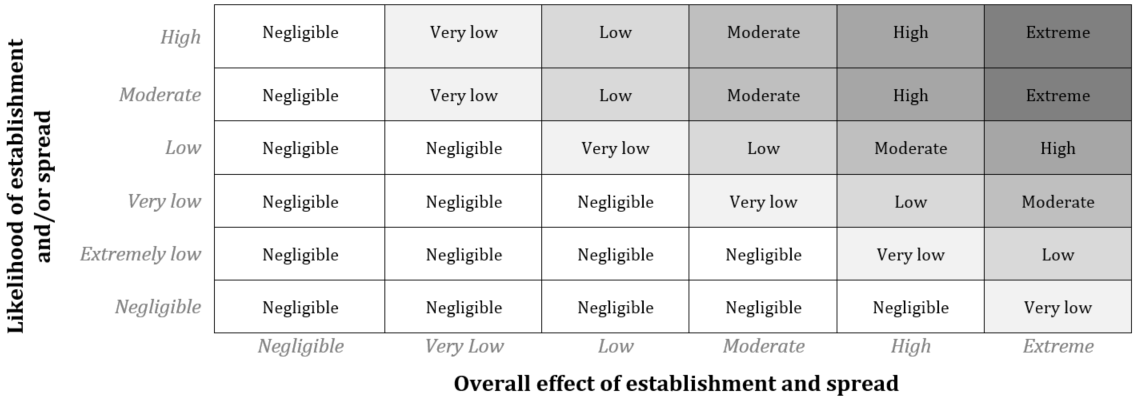 Likelihood of establishment
and/or spread
High Negligible Very low Low Moderate High Extreme
Moderate Negligible Very low Low Moderate High Extreme
Low Negligible Negligible Very low Low Moderate High
Very low Negligible Negligible Negligible Very low Low Moderate
Extremely low Negligible Negligible Negligible Negligible Very low Low
Negligible Negligible Negligible Negligible Negligible Negligible Very low
Negligible Very Low Low Moderate High Extreme
Overall effect of establishment and spread